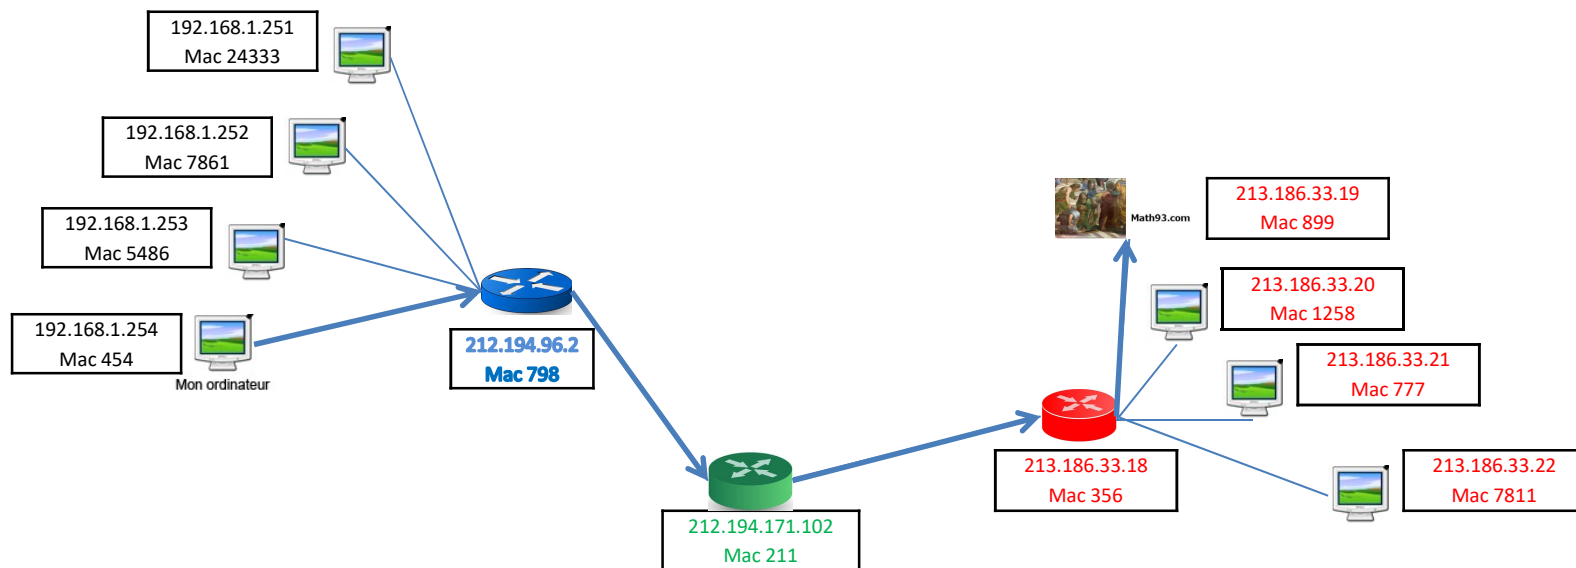 192.168.1.251
Mac 24333
192.168.1.252
Mac 7861
192.168.1.253
Mac 5486
192.168.1.254
Mac 454
Mon ordinateur
212.194.96.2
Mac 798
212.194.171.102
Mac 211
213.186.33.18
Mac 356
Math93.com
213.186.33.19
Mac 899
213.186.33.20
Mac 1258
213.186.33.21
Mac 777
213.186.33.22
Mac 7811